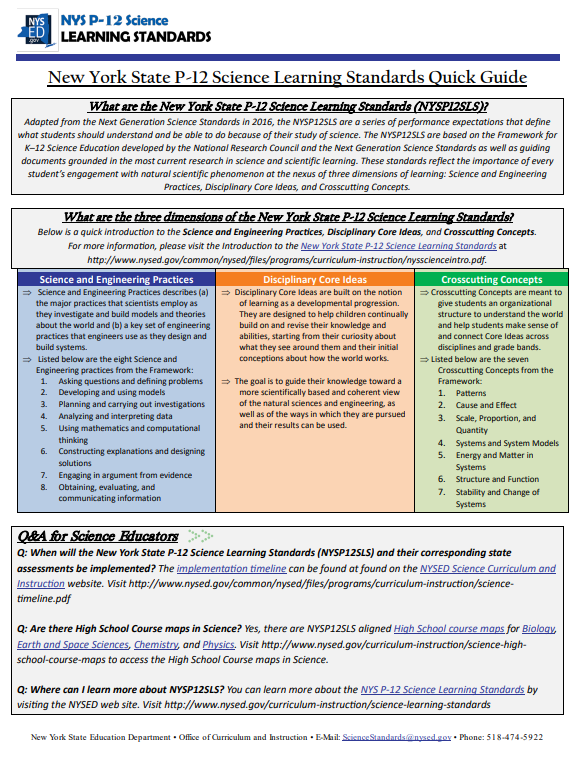 NYS
ED
.gov
NYS P-12 Science
LEARNING STANDARDS
New York State P-12 Science Learning Standards Quick Guide
What are the New York State P-12 Science Learning Standards (NYSP12SLS)?
Adapted from the Next Generation Science Standards in 2016, the NYSP12SLS are a series of performance expectations that define
what students should understand and be able to do because of their study of science. The NYSP12SLS are based on the Framework for
K–12 Science Education developed by the National Research Council and the Next Generation Science Standards as well as guiding
documents grounded in the most current research in science and scientific learning. These standards reflect the importance of every
student's engagement with natural scientific phenomenon at the nexus of three dimensions of learning: Science and Engineering
Practices, Disciplinary Core Ideas, and Crosscutting Concepts.
What are the three dimensions of the New York State P-12 Science Learning Standards?
Below is a quick introduction to the Science and Engineering Practices, Disciplinary Core Ideas, and Crosscutting Concepts.
For more information, please visit the Introduction to the New York State P-12 Science Learning Standards at
http://www.nysed.gov/common/nysed/files/programs/curriculum-instruction/nysscienceintro.pdf.
Science and Engineering Practices
⇒ Science and Engineering Practices describes (a)
the major practices that scientists employ as
they investigate and build models and theories
about the world and (b) a key set of engineering
practices that engineers use as they design and
build systems.
⇒ Listed below are the eight Science and
Engineering practices from the Framework:
1. Asking questions and defining problems
2. Developing and using models
3. Planning and carrying out investigations
4. Analyzing and interpreting data
5. Using mathematics and computational
thinking
6. Constructing explanations and designing
solutions
7. Engaging in argument from evidence
8. Obtaining, evaluating, and
communicating information
Disciplinary Core Ideas
⇒ Disciplinary Core Ideas are built on the notion
of learning as a developmental progression.
They are designed to help children continually
build on and revise their knowledge and
abilities, starting from their curiosity about
what they see around them and their initial
conceptions about how the world works.
⇒ The goal is to guide their knowledge toward a
more scientifically based and coherent view
of the natural sciences and engineering, as
well as of the ways in which they are pursued
and their results can be used.
Crosscutting Concepts
⇒ Crosscutting Concepts are meant to
give students an organizational
structure to understand the world
and help students make sense of
and connect Core Ideas across
disciplines and grade bands.
⇒ Listed below are the seven
Crosscutting Concepts from the
Framework:
1. Patterns
2. Cause and Effect
3. Scale, Proportion, and
Quantity
4. Systems and System Models
5. Energy and Matter in
Systems
6. Structure and Function
7. Stability and Change of
Systems
Q&A for Science Educators >>
Q: When will the New York State P-12 Science Learning Standards (NYSP12SLS) and their corresponding state
assessments be implemented? The implementation timeline can be found at found on the NYSED Science Curriculum and
Instruction website. Visit http://www.nysed.gov/common/nysed/files/programs/curriculum-instruction/science-
timeline.pdf
Q: Are there High School Course maps in Science? Yes, there are NYSP12SLS aligned High School course maps for Biology,
Earth and Space Sciences, Chemistry, and Physics. Visit http://www.nysed.gov/curriculum-instruction/science-high-
school-course-maps to access the High School Course maps in Science.
Q: Where can I learn more about NYSP12SLS? You can learn more about the NYS P-12 Science Learning Standards by
visiting the NYSED web site. Visit http://www.nysed.gov/curriculum-instruction/science-learning-standards
New York State Education Department • Office of Curriculum and Instruction • E-Mail: ScienceStandards@nysed.gov • Phone: 518-474-5922